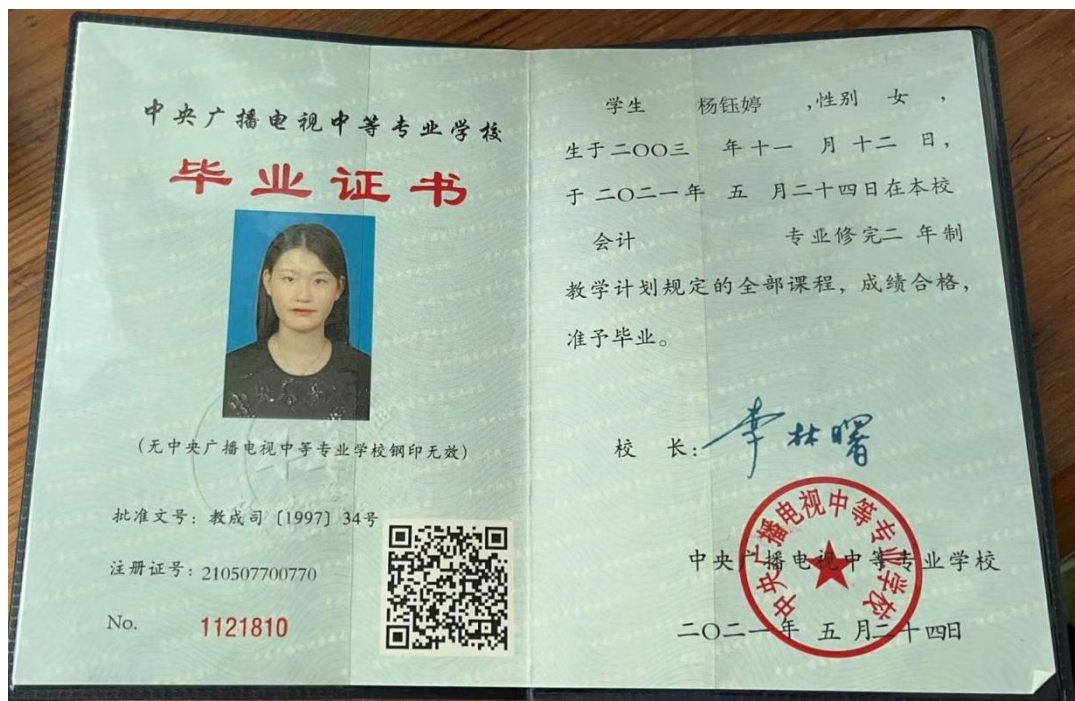 中央广播电视中等专业学校
毕业证书
(无中央广播电视中等专业学校钢印无效)
批准文号：教成司〔1997〕34号
注册证号：210507700770
No. 1121810
学生 杨钰婷 ,性别 女 ，
生于二〇〇三 年十一 月十二 日，
于二〇二一年 五 月二十四日在本校
会计 专业修完二 年制
教学计划规定的全部课程，成绩合格，
准予毕业。
校 长：李林曙
中央广播电视中等专业学校
中央广播电视中等专业学校
二〇二一年 五 月二十四日